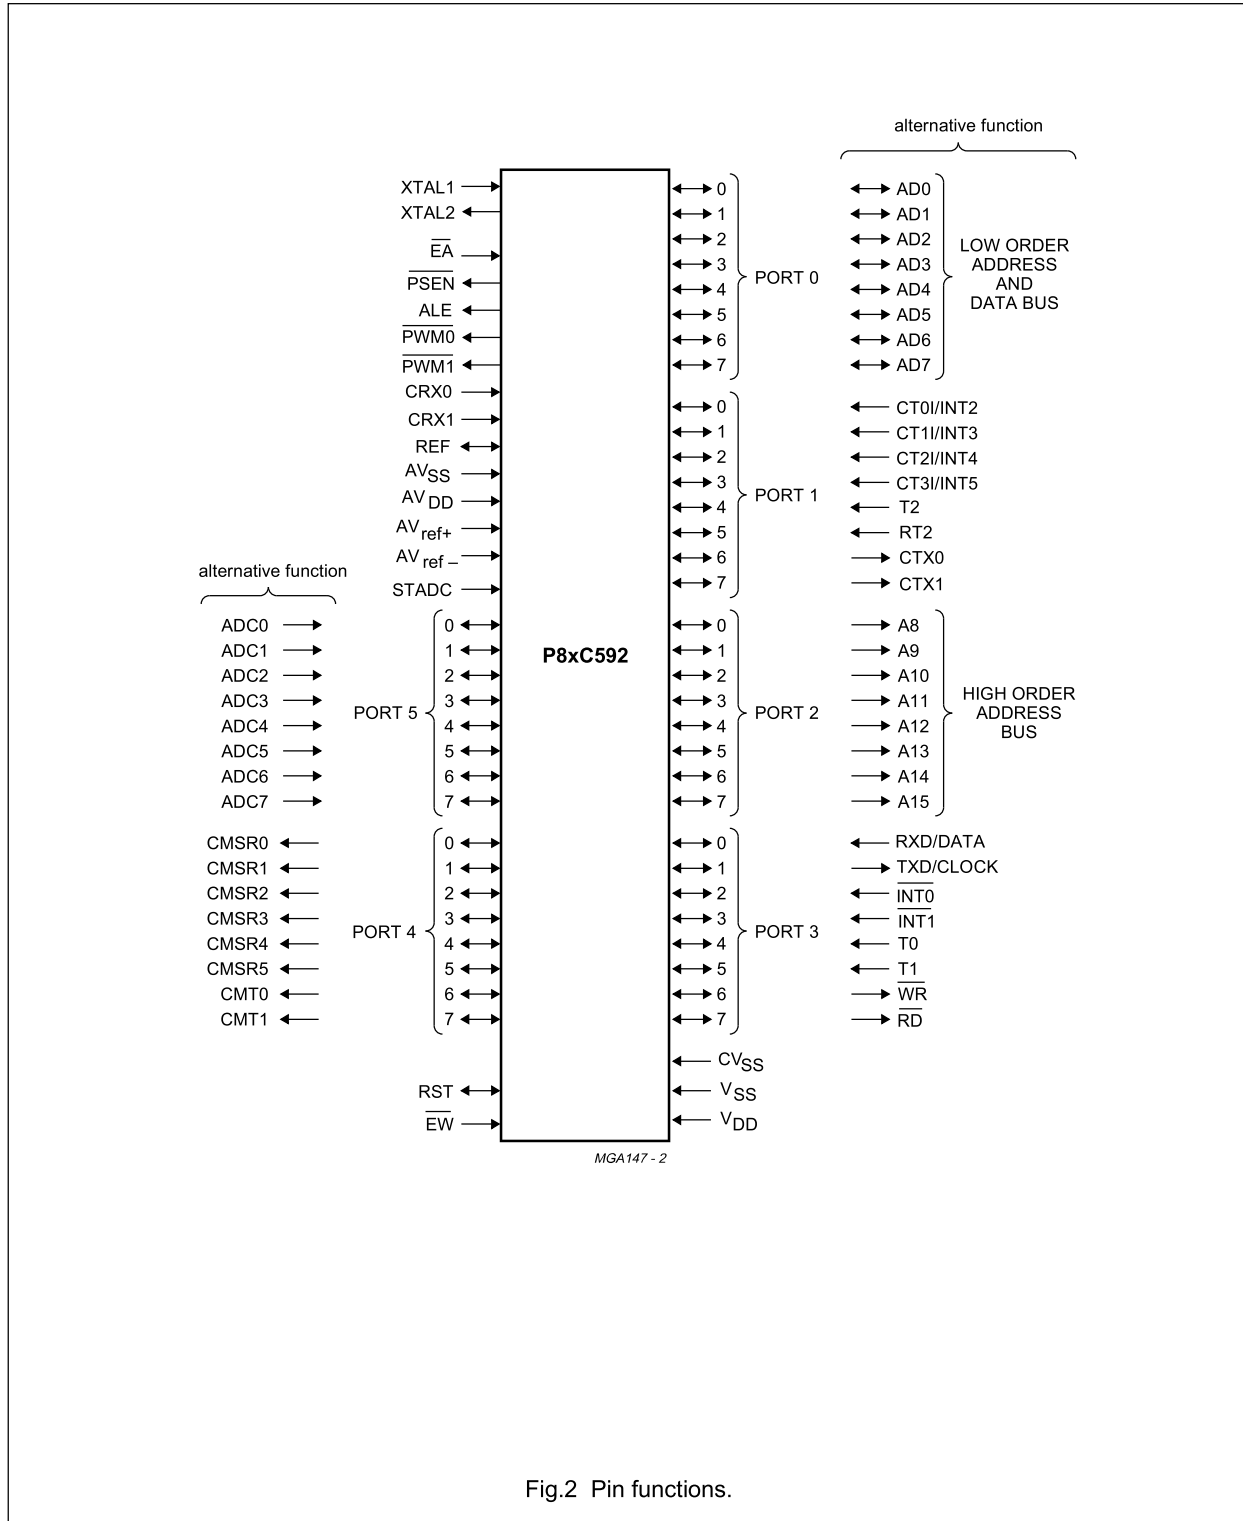 alternative function
XTAL1
XTAL2
EA
PSEN
ALE
PWM0
PWM1
CRX0
CRX1
REF
AVSS
AVDD
AVref+
AVref –
STADC
alternative function
ADC0
ADC1
ADC2
ADC3
ADC4
ADC5
ADC6
ADC7
0
1
2
3
4
5
6
7
PORT 5
CMSR0
CMSR1
CMSR2
CMSR3
CMSR4
CMSR5
CMT0
CMT1
0
1
2
3
4
5
6
7
PORT 4
RST
EW
P8xC592
0
1
2
3
4
5
6
7
PORT 0
AD0
AD1
AD2
AD3
AD4
AD5
AD6
AD7
LOW ORDER
ADDRESS
AND
DATA BUS
0
1
2
3
4
5
6
7
PORT 1
CT0I/INT2
CT1I/INT3
CT2I/INT4
CT3I/INT5
T2
RT2
CTX0
CTX1
0
1
2
3
4
5
6
7
PORT 2
A8
A9
A10
A11
A12
A13
A14
A15
HIGH ORDER
ADDRESS
BUS
0
1
2
3
4
5
6
7
PORT 3
RXD/DATA
TXD/CLOCK
INT0
INT1
T0
T1
WR
RD
CVSS
VSS
VDD
MGA147 - 2
Fig.2 Pin functions.